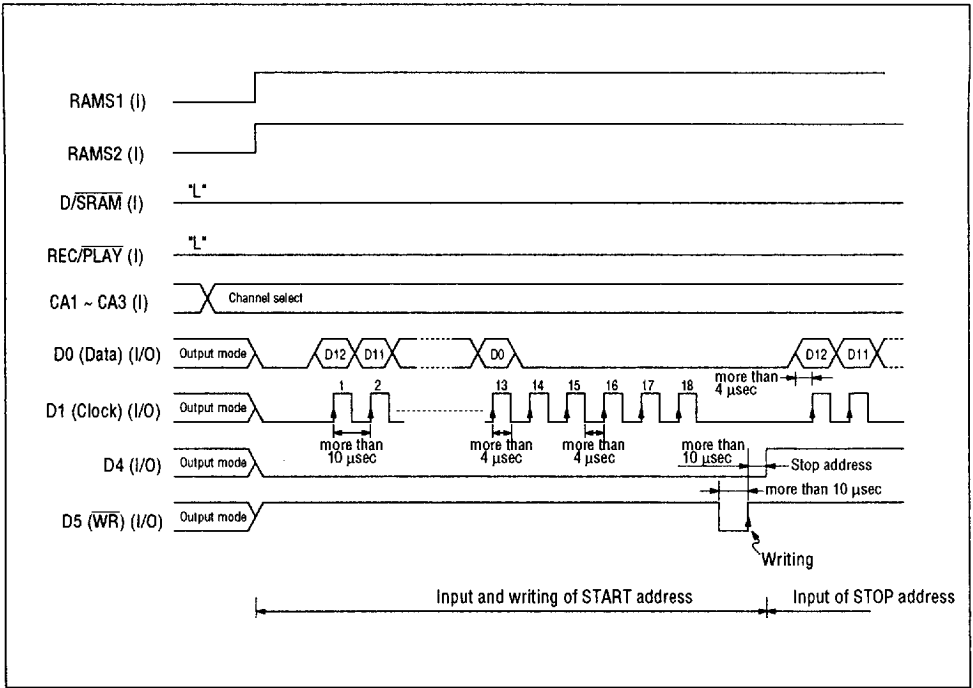 RAMS1 (I)
RAMS2 (I)
D/SRAM (I) "L"
REC/PLAY (I) "L"
CA1 ~ CA3 (I) Channel select
D0 (Data) (I/O) Output mode D12 D11 D0 D12 D11
more than
4 μsec
D1 (Clock) (I/O) Output mode 1 2 13 14 15 16 17 18
more than
10 μsec
more than
4 μsec
more than
4 μsec
more than
10 μsec
D4 (I/O) Output mode Stop address
more than 10 μsec
D5 (WR) (I/O) Output mode
Writing
Input and writing of START address Input of STOP address